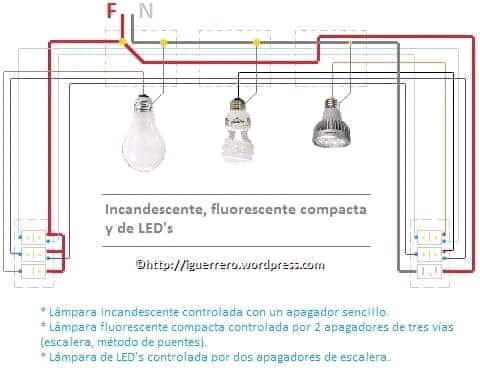 F N
Incandescente, fluorescente compacta
y de LED's
©http://iguerrero.wordpress.com
* Lámpara incandescente controlada con un apagador sencillo.
* Lámpara fluorescente compacta controlada por 2 apagadores de tres vías
(escalera, método de puentes).
* Lámpara de LED's controlada por dos apagadores de escalera.